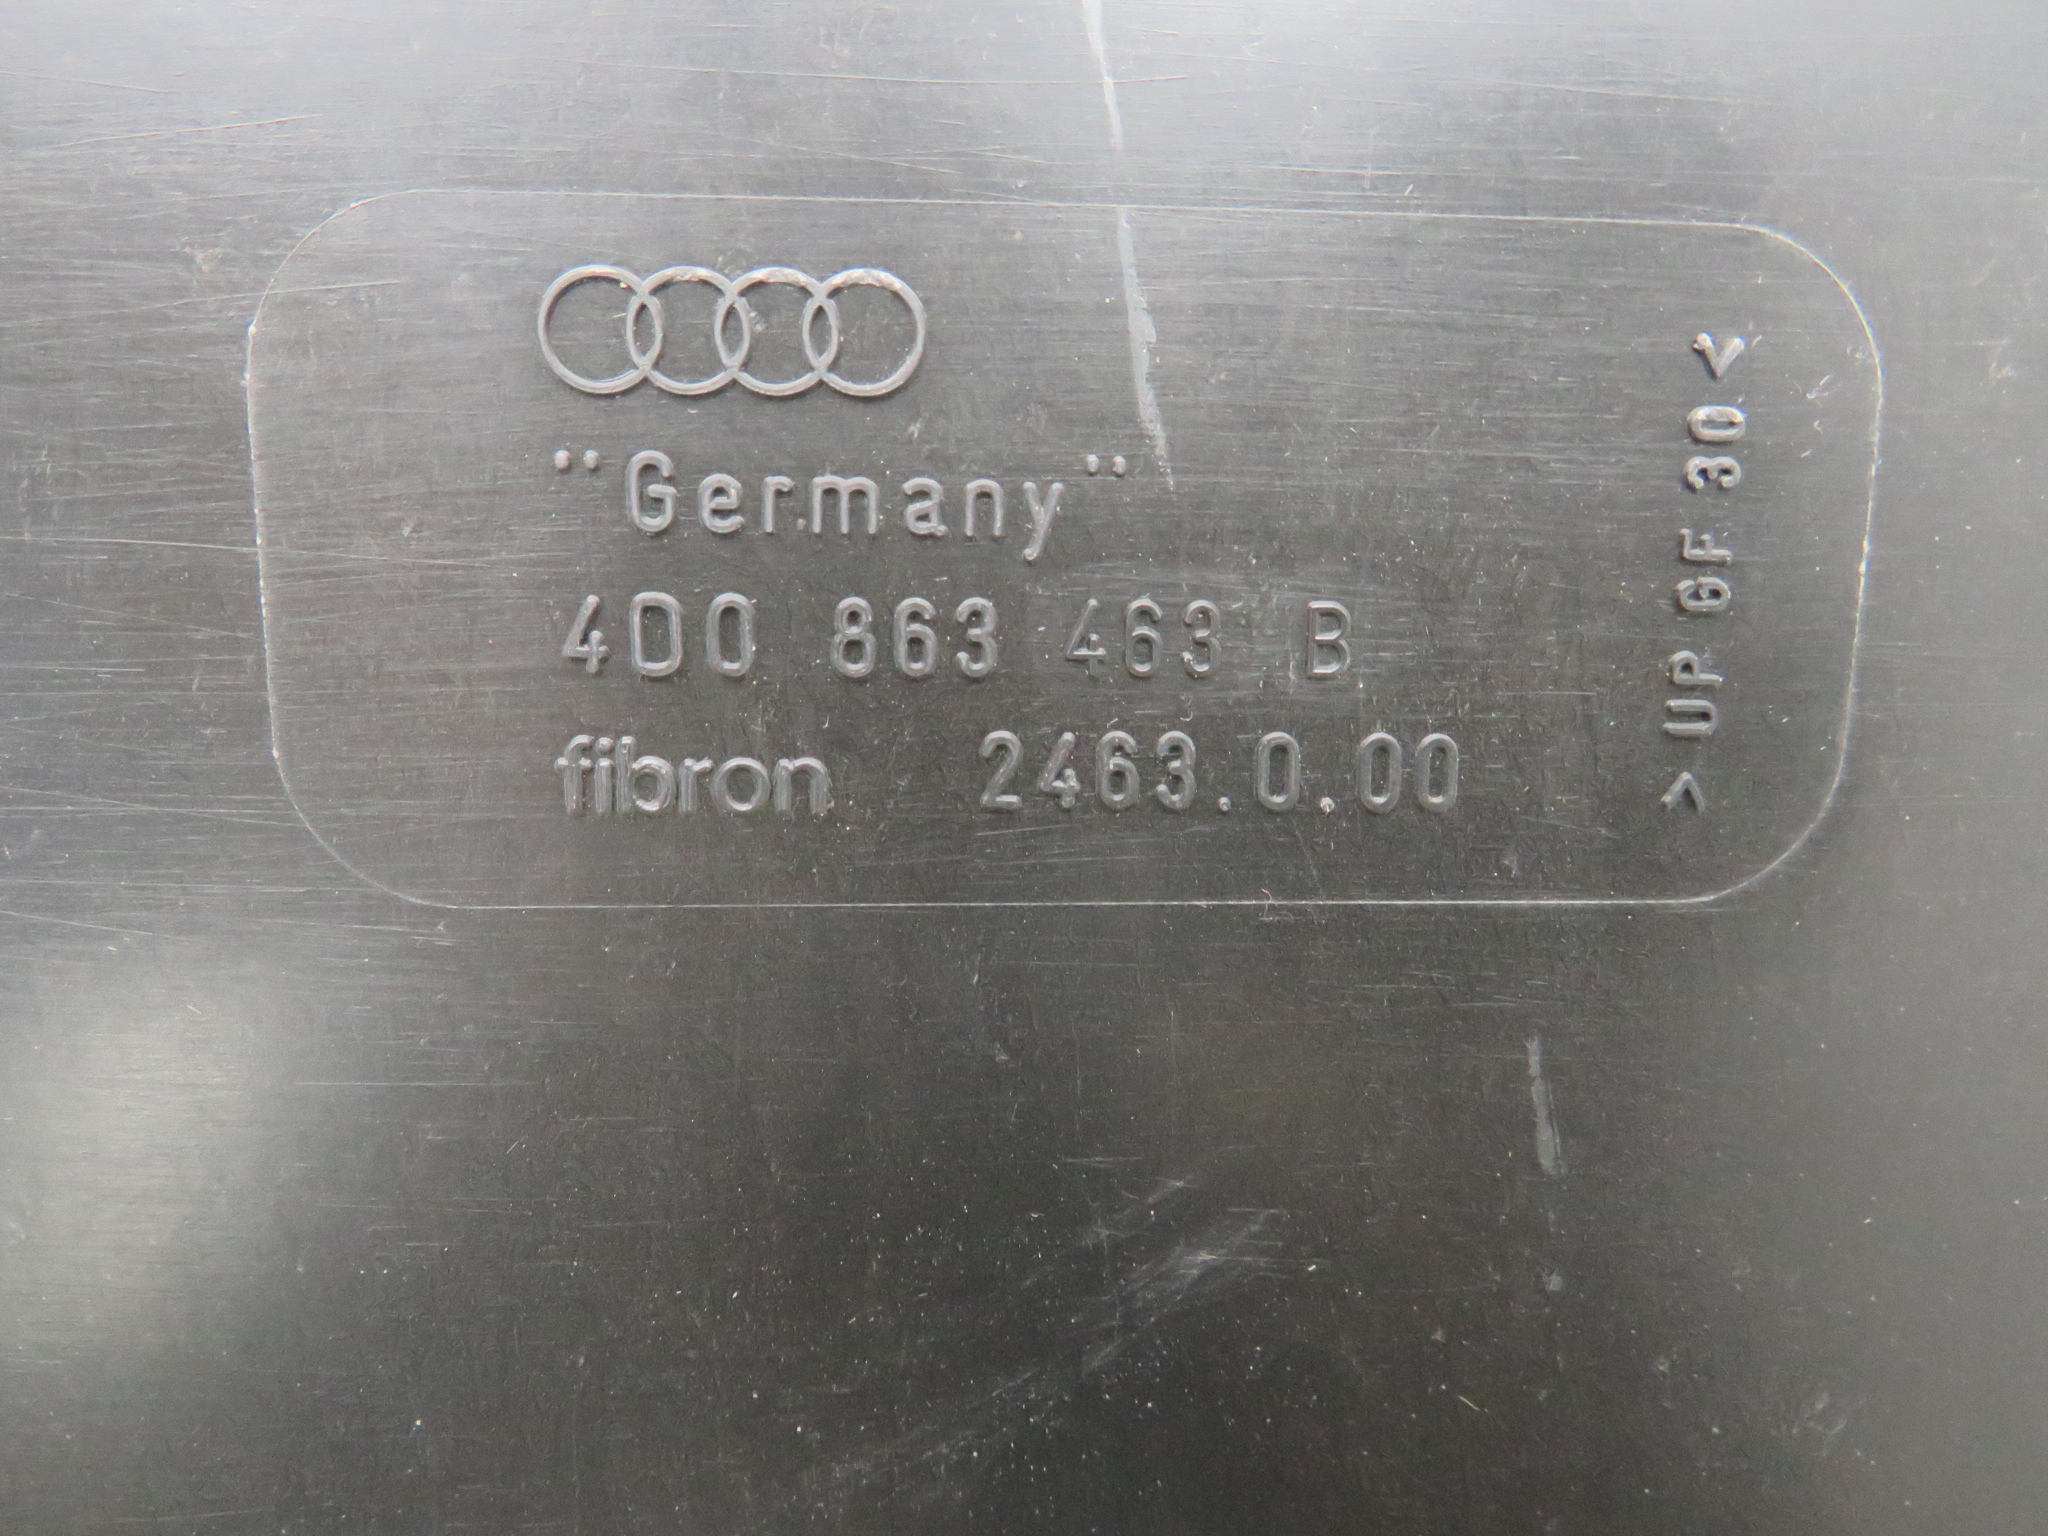 "Germany"
4D0 863 463 B
fibron 2463.0.00
> UP GF 30 <